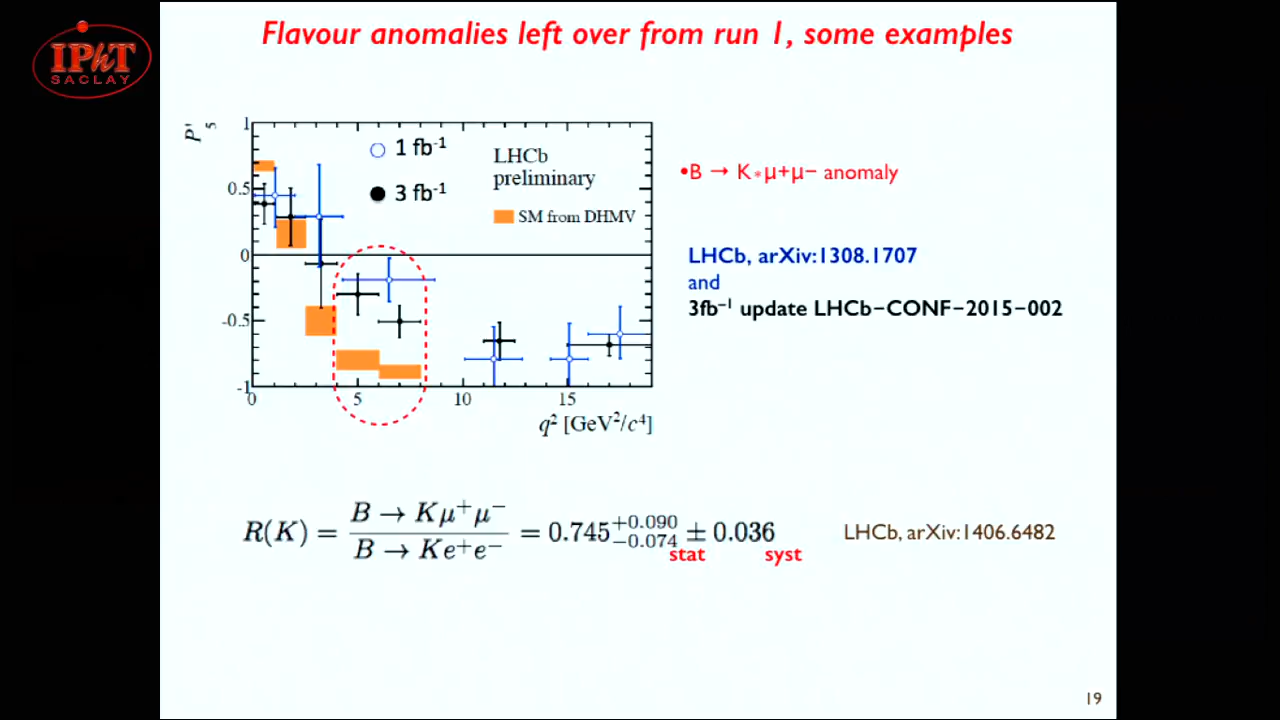 IPhT
SACLAY
Flavour anomalies left over from run 1, some examples
P'5
1
0.5
0
-0.5
-1
1 fb-1
3 fb-1
LHCb
preliminary
SM from DHMV
0 5 10 15
q² [GeV²/c⁴]
•B → K∗μ+μ− anomaly
LHCb, arXiv:1308.1707
and
3fb⁻¹ update LHCb−CONF−2015−002
R(K) = B → Kμ⁺μ⁻ / B → Ke⁺e⁻ = 0.745 +0.090 −0.074 ± 0.036
stat syst
LHCb, arXiv:1406.6482
19